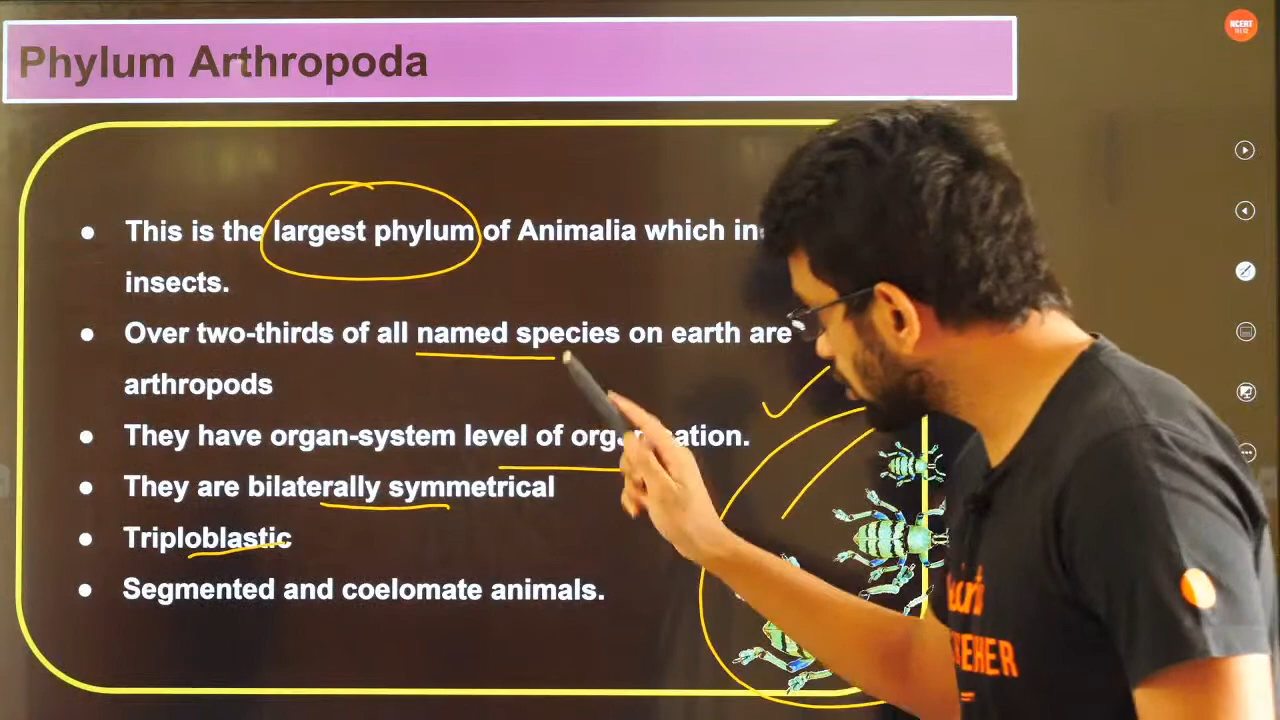 Phylum Arthropoda
NCERT
This is the largest phylum of Animalia which
insects.
Over two-thirds of all named species on earth are
arthropods
They have organ-system level of
They are bilaterally symmetrical
Triploblastic
Segmented and coelomate animals.